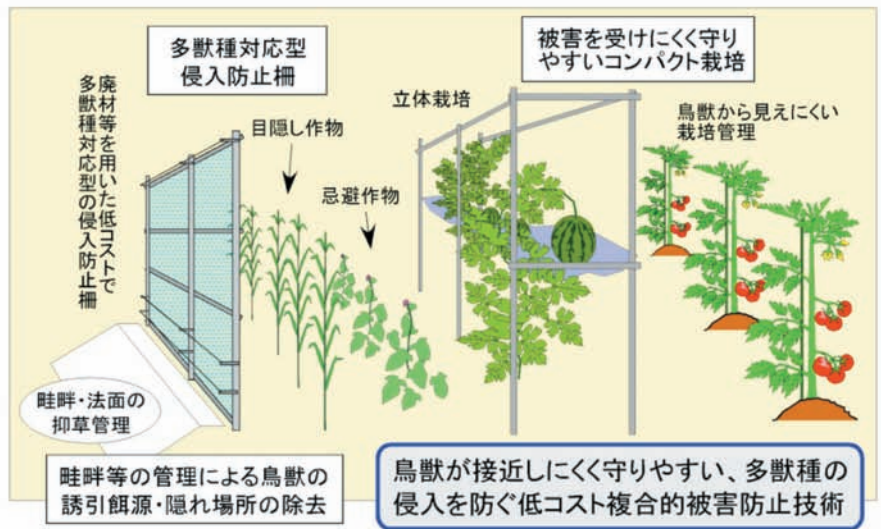 多獣種対応型
侵入防止柵
被害を受けにくく守り
やすいコンパクト栽培
廃材等を用いた低コストで
多獣種対応型の侵入防止柵
目隠し作物
忌避作物
立体栽培
鳥獣から見えにくい
栽培管理
畦畔・法面の
抑草管理
畦畔等の管理による鳥獣の
誘引餌源・隠れ場所の除去
鳥獣が接近しにくく守りやすい、多獣種の
侵入を防ぐ低コスト複合的被害防止技術